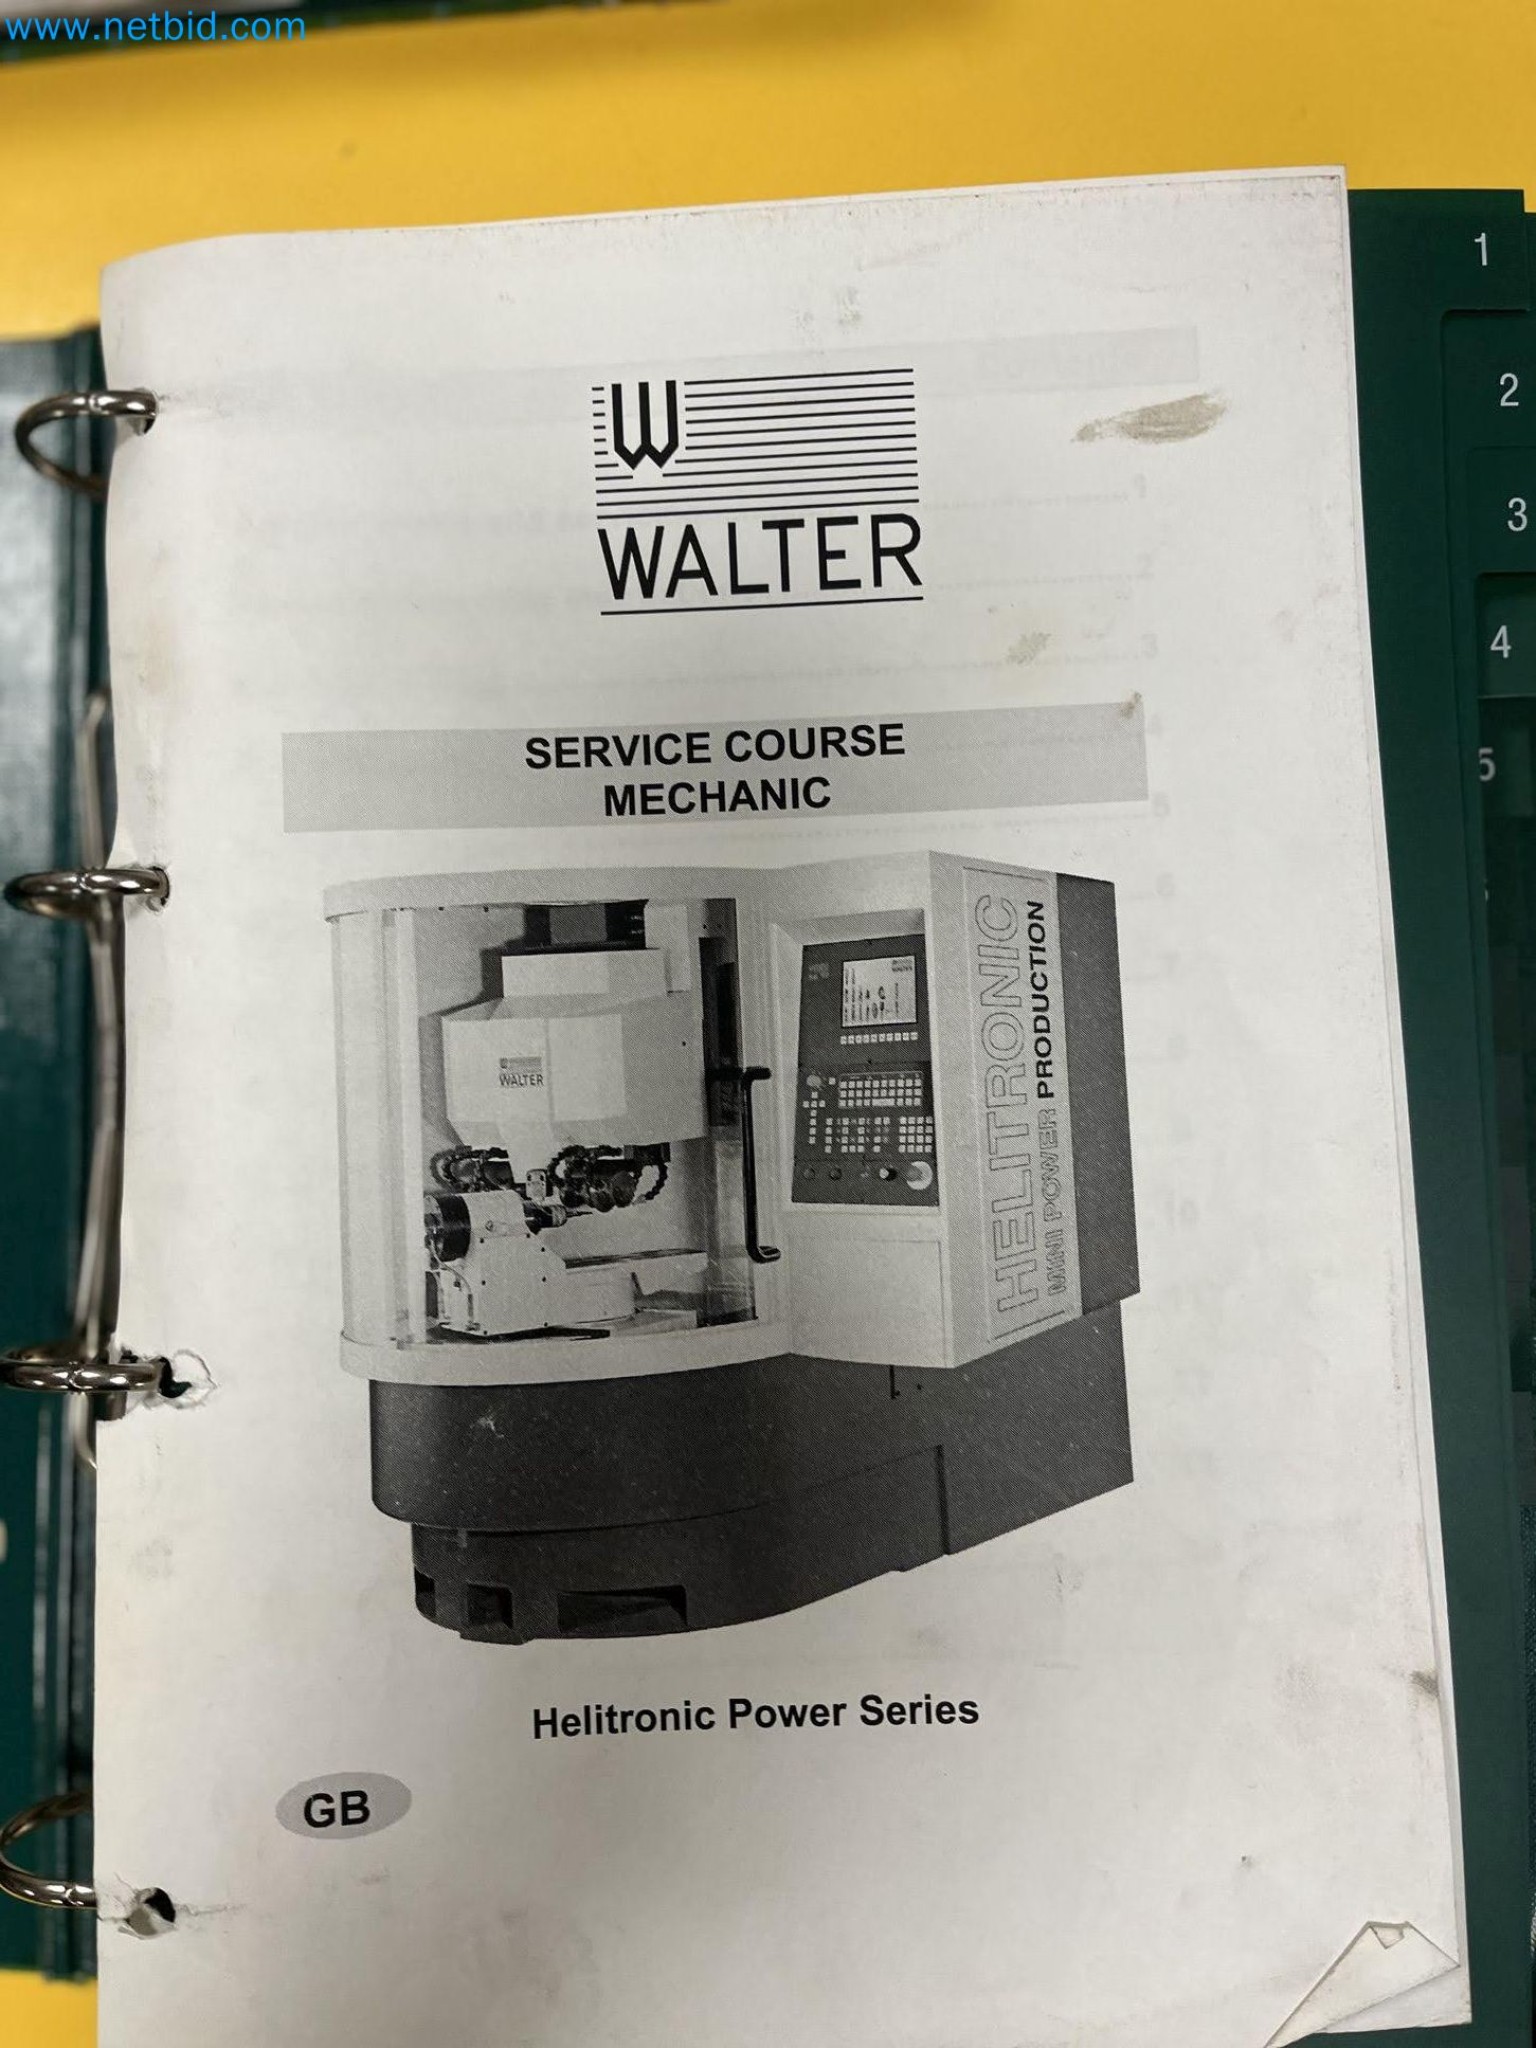 www.netbid.com
1
2
3
4
5
W
WALTER
SERVICE COURSE
MECHANIC
WALTER
WALTER
HELITRONIC
MINI POWER PRODUCTION
Helitronic Power Series
GB